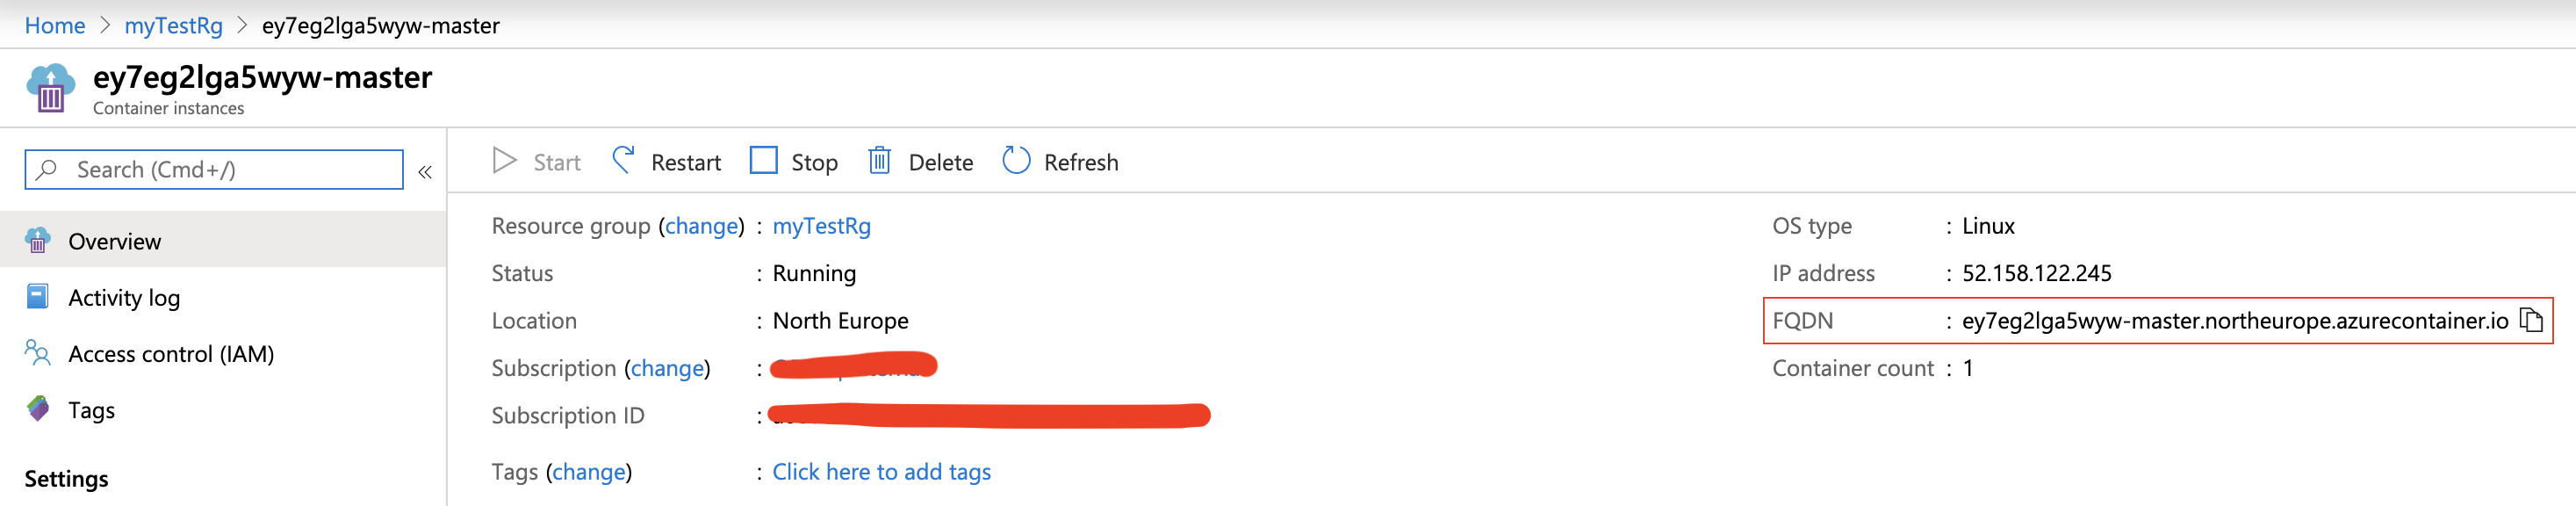 Home > myTestRg > ey7eg2lga5wyw-master
ey7eg2lga5wyw-master
Container instances
Search (Cmd+/)
«
Start Restart Stop Delete Refresh
Overview
Activity log
Access control (IAM)
Tags
Settings
Resource group (change) : myTestRg
Status : Running
Location : North Europe
Subscription (change) :
Subscription ID :
Tags (change) : Click here to add tags
OS type : Linux
IP address : 52.158.122.245
FQDN : ey7eg2lga5wyw-master.northeurope.azurecontainer.io
Container count : 1